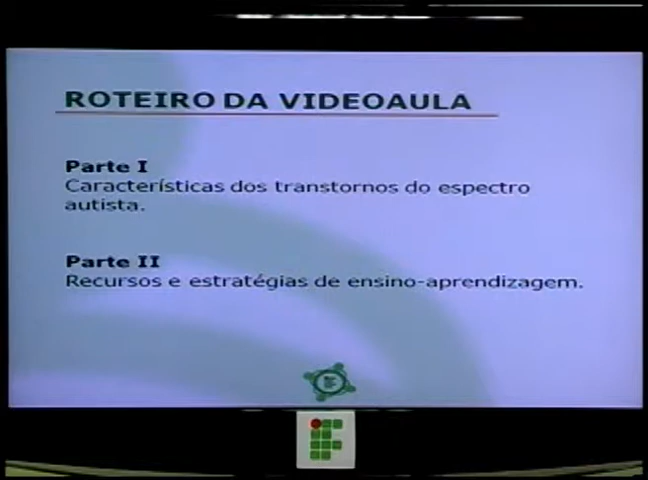 ROTEIRO DA VIDEOAULA
Parte I
Características dos transtornos do espectro
autista.
Parte II
Recursos e estratégias de ensino-aprendizagem.